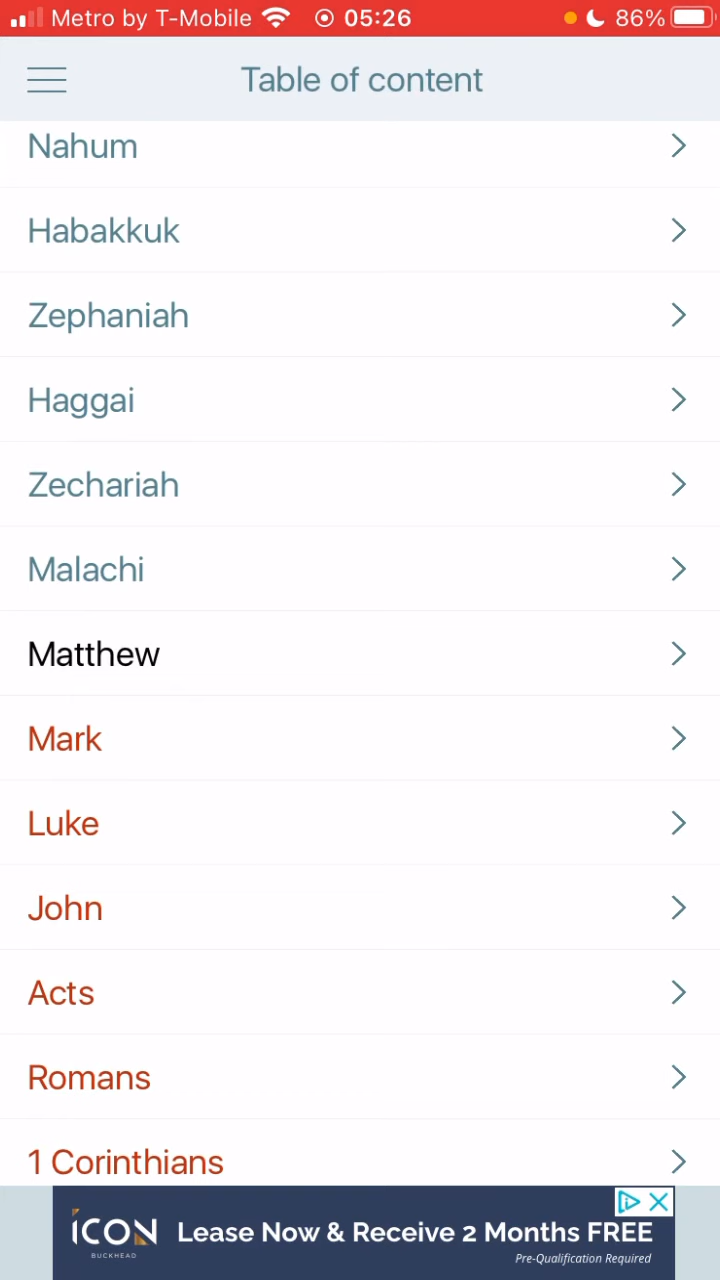 Metro by T-Mobile 05:26 86%
Table of content
Nahum
Habakkuk
Zephaniah
Haggai
Zechariah
Malachi
Matthew
Mark
Luke
John
Acts
Romans
1 Corinthians
ICON Lease Now & Receive 2 Months FREE
BUCKHEAD Pre-Qualification Required